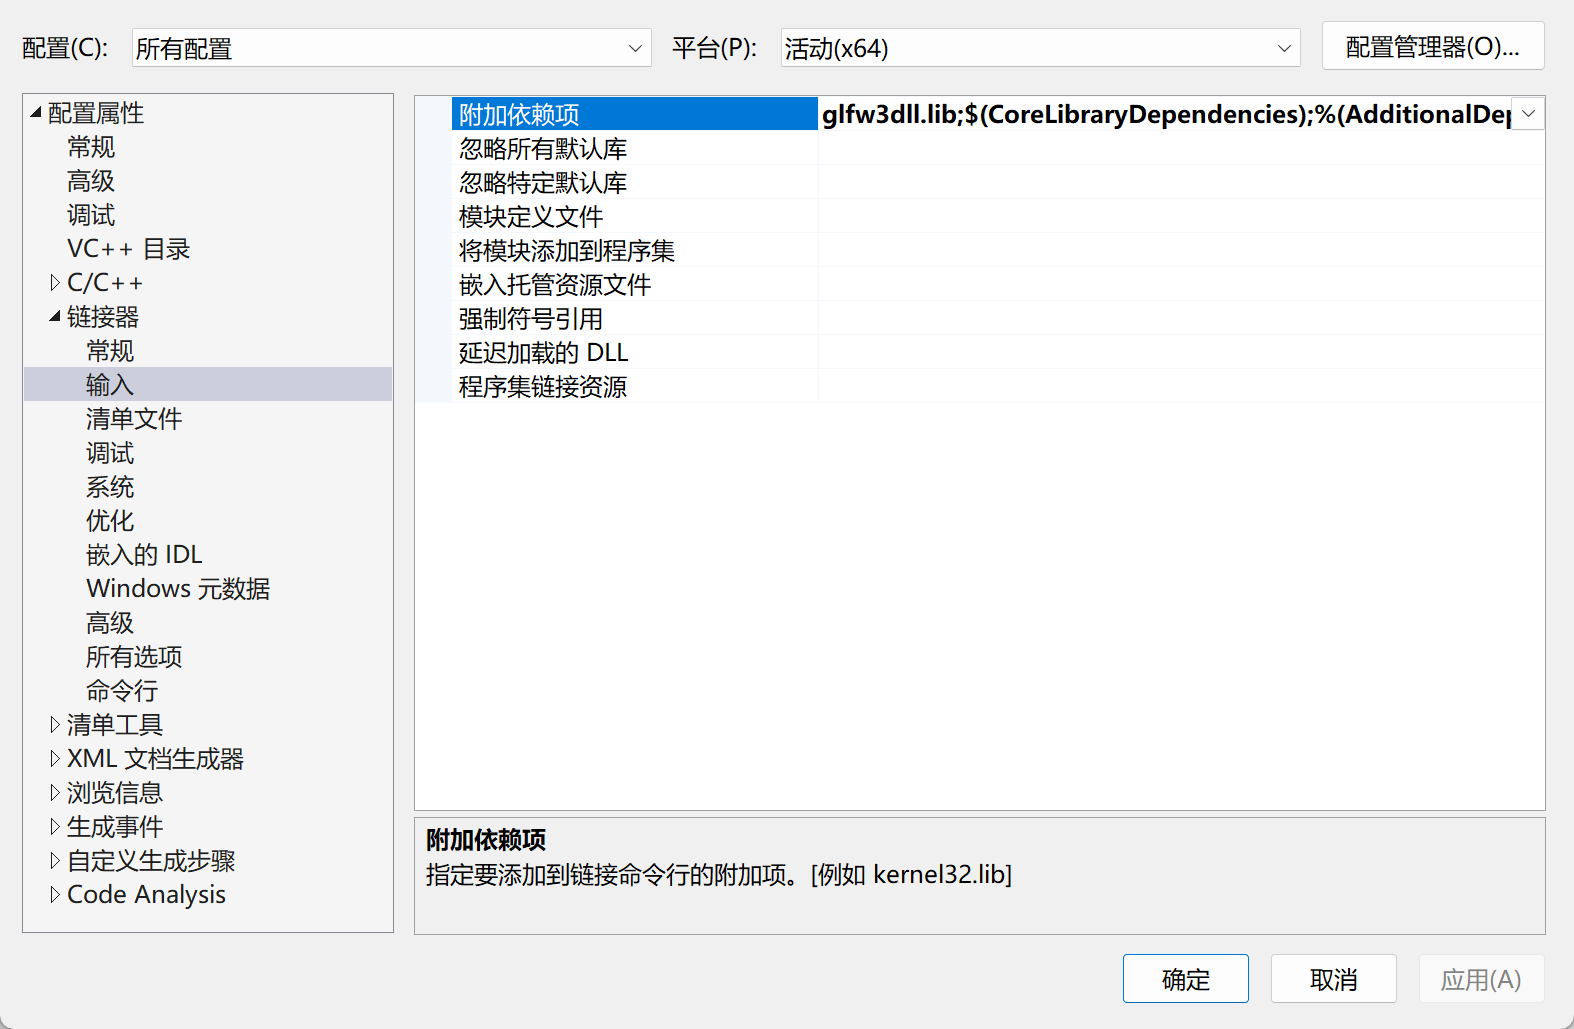 配置(C):
所有配置
平台(P):
活动(x64)
配置管理器(O)...
配置属性
常规
高级
调试
VC++ 目录
C/C++
链接器
常规
输入
清单文件
调试
系统
优化
嵌入的 IDL
Windows 元数据
高级
所有选项
命令行
清单工具
XML 文档生成器
浏览信息
生成事件
自定义生成步骤
Code Analysis
附加依赖项 glfw3dll.lib;$(CoreLibraryDependencies);%(AdditionalDep
忽略所有默认库
忽略特定默认库
模块定义文件
将模块添加到程序集
嵌入托管资源文件
强制符号引用
延迟加载的 DLL
程序集链接资源
附加依赖项
指定要添加到链接命令行的附加项。[例如 kernel32.lib]
确定
取消
应用(A)